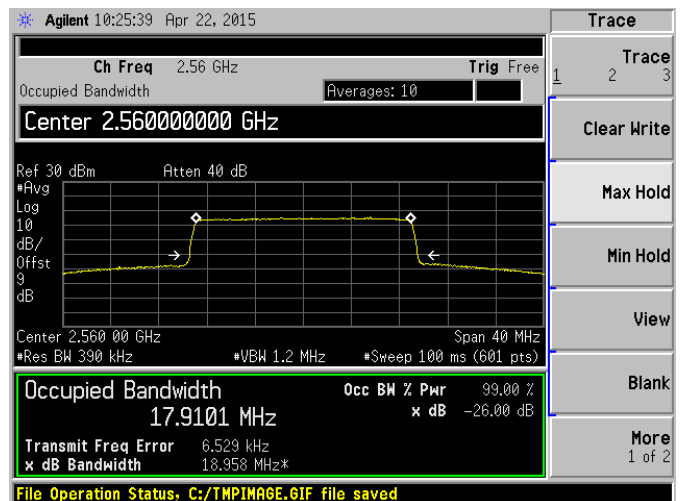 Agilent 10:25:39 Apr 22, 2015
Trace
Ch Freq 2.56 GHz Trig Free
Occupied Bandwidth Averages: 10
Center 2.560000000 GHz
Ref 30 dBm Atten 40 dB
#Avg
Log
10
dB/
Offst
9
dB
Center 2.560 00 GHz Span 40 MHz
#Res BW 390 kHz #VBW 1.2 MHz #Sweep 100 ms (601 pts)
Occupied Bandwidth Occ BW % Pwr 99.00 %
17.9101 MHz x dB -26.00 dB
Transmit Freq Error 6.529 kHz
x dB Bandwidth 18.958 MHz*
File Operation Status, C:/TMPIMAGE.GIF file saved
Trace
1 2 3
Clear Write
Max Hold
Min Hold
View
Blank
More
1 of 2